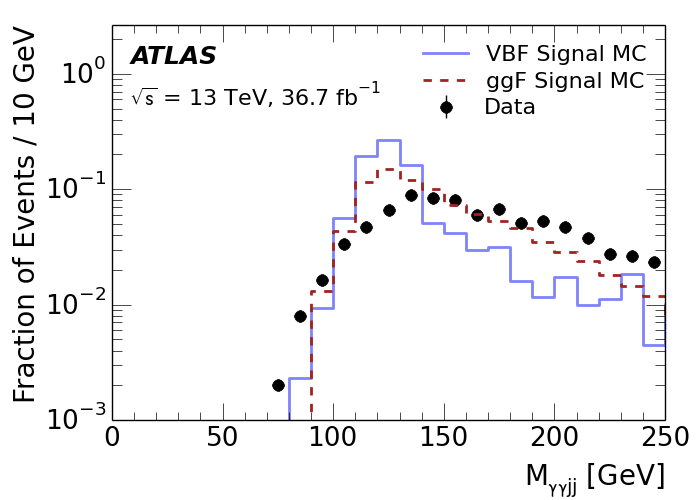 ATLAS
√s = 13 TeV, 36.7 fb⁻¹
VBF Signal MC
ggF Signal MC
Data
Fraction of Events / 10 GeV
10⁰
10⁻¹
10⁻²
10⁻³
0 50 100 150 200 250
M_γγjj [GeV]